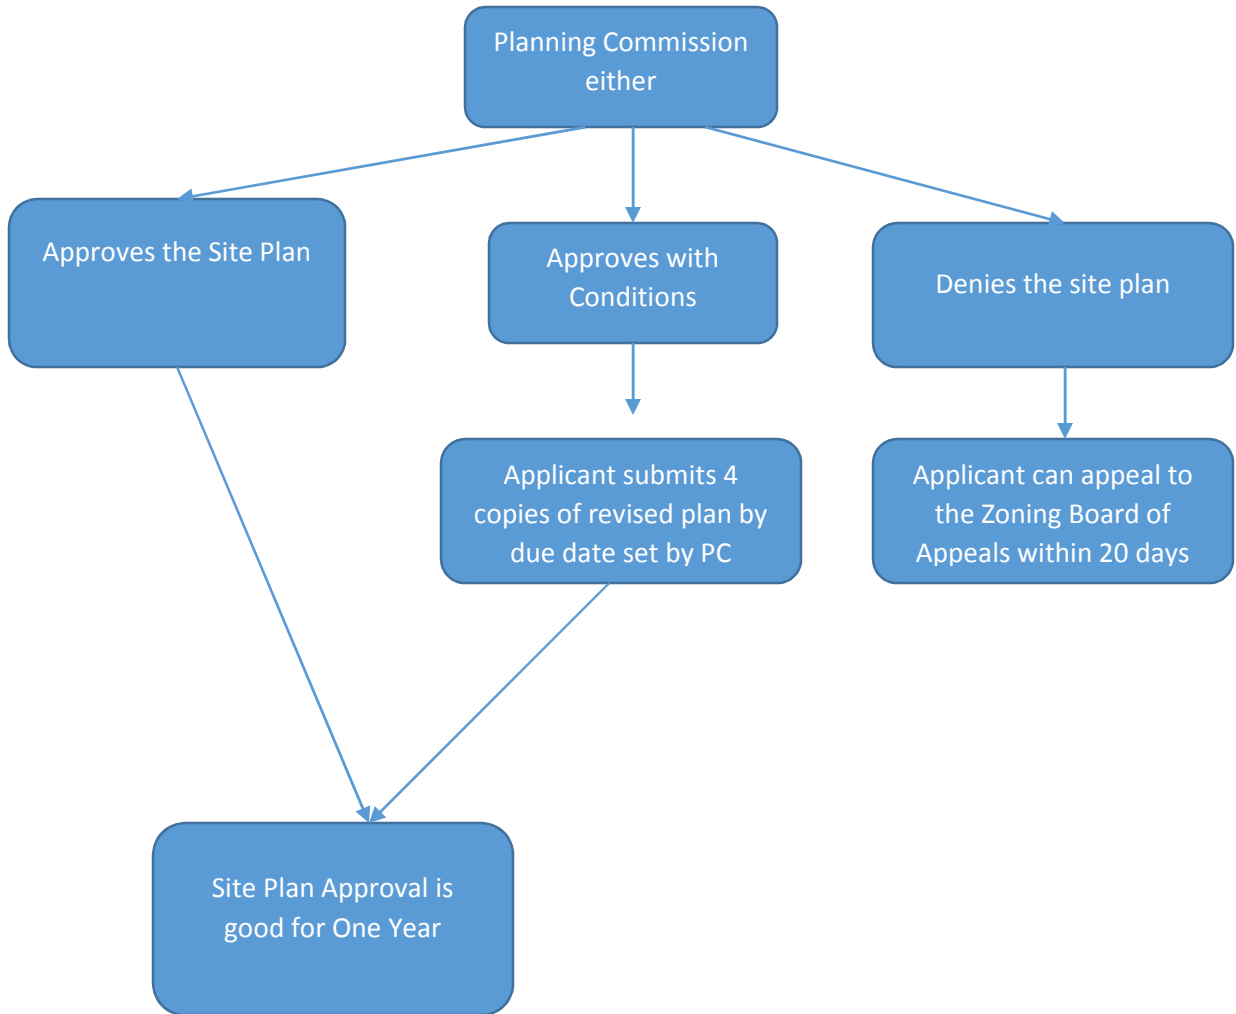 Planning Commission
either
Approves the Site Plan
Approves with
Conditions
Denies the site plan
Applicant submits 4
copies of revised plan by
due date set by PC
Applicant can appeal to
the Zoning Board of
Appeals within 20 days
Site Plan Approval is
good for One Year